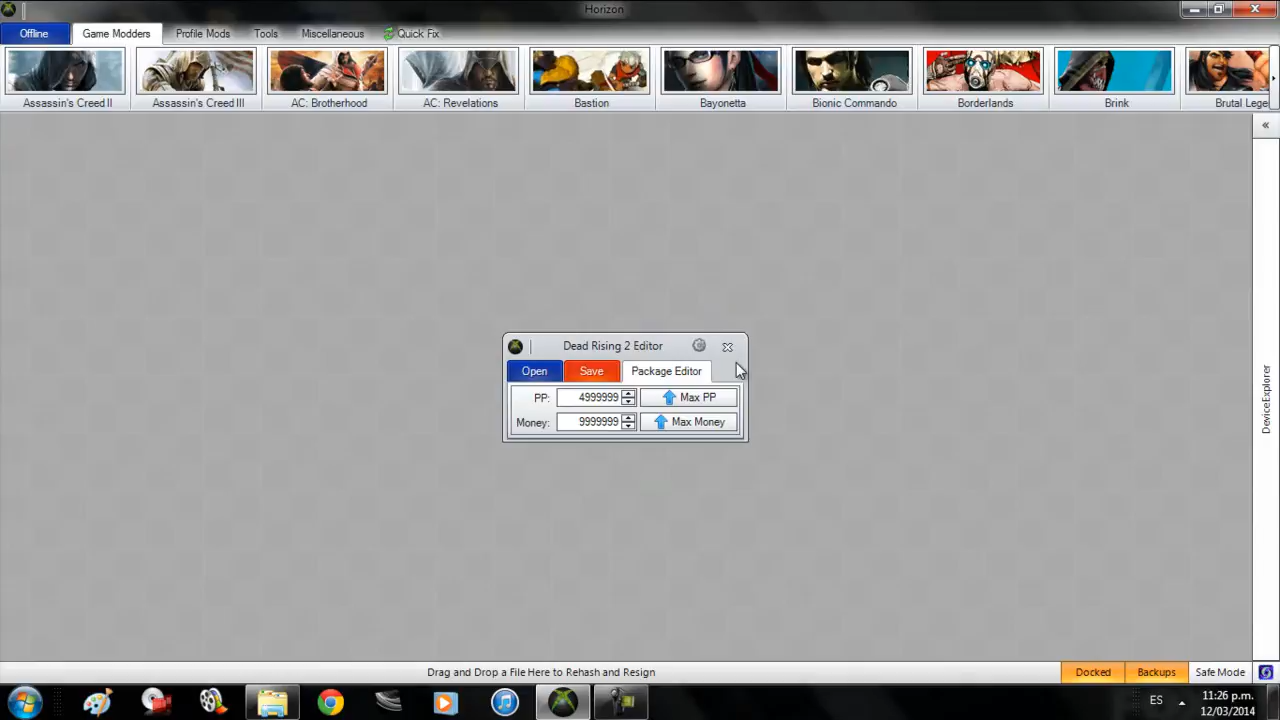 Horizon
Offline Game Modders Profile Mods Tools Miscellaneous Quick Fix
Assassin's Creed II Assassin's Creed III AC: Brotherhood AC: Revelations Bastion Bayonetta Bionic Commando Borderlands Brink Brutal Lege
«
DeviceExplorer
Dead Rising 2 Editor
Open Save Package Editor
PP: 4999999 Max PP
Money: 9999999 Max Money
Drag and Drop a File Here to Rehash and Resign Docked Backups Safe Mode
ES 11:26 p.m.
12/03/2014